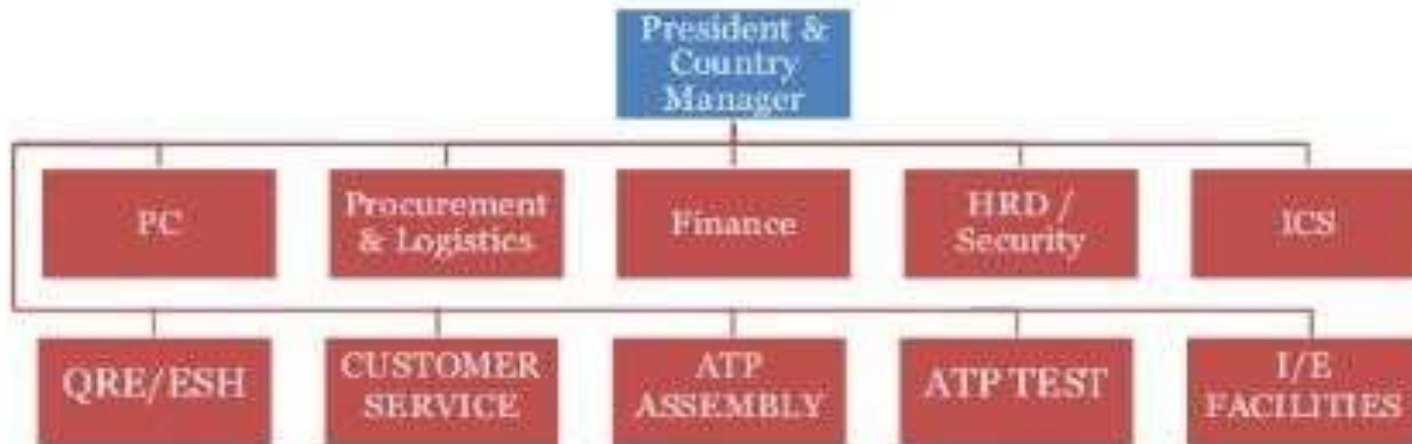 President &
Country
Manager
PC
Procurement
& Logistics
Finance
HRD /
Security
ICS
QRE/ESH
CUSTOMER
SERVICE
ATP
ASSEMBLY
ATP TEST
I/E
FACILITIES